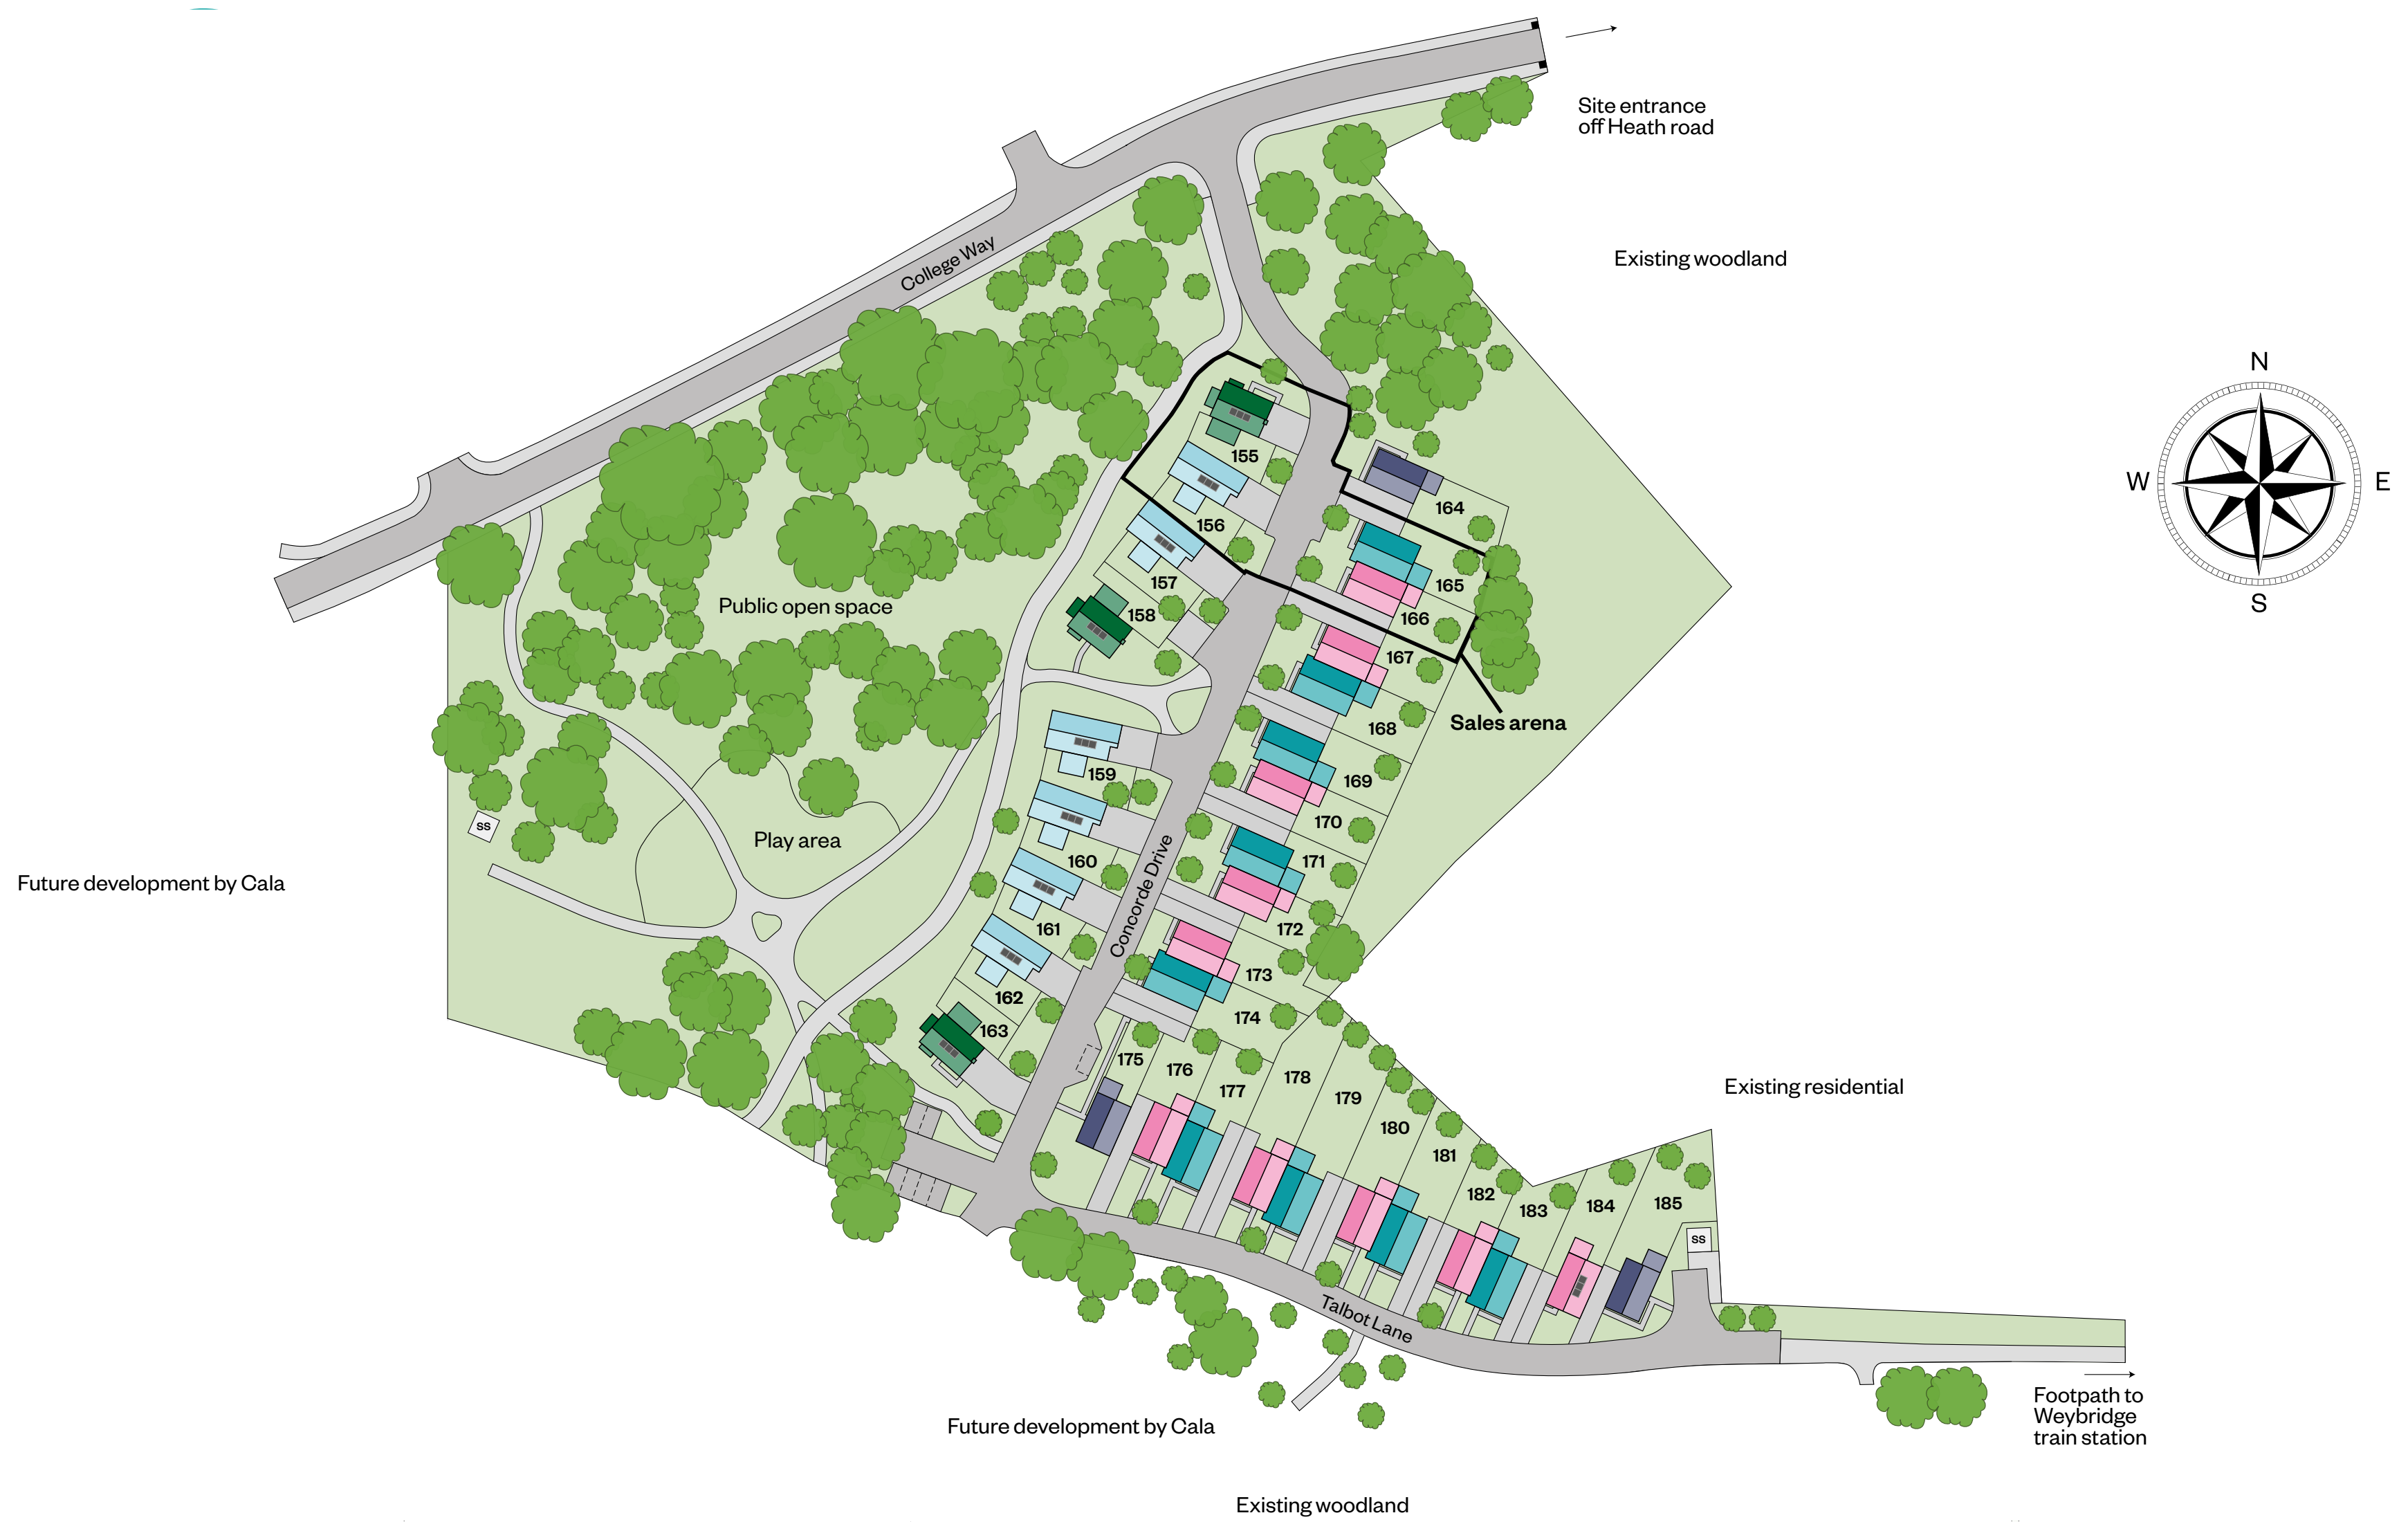 Site entrance
off Heath road
College Way
Existing woodland
N
W
E
S
155
164
156
165
157
166
158
Public open space
167
Sales arena
168
159
169
SS
170
Play area
160
171
Future development by Cala
Concorde Drive
161
172
173
162
174
163
175
176
177
178
179
180
181
182
183
184
185
Existing residential
SS
Talbot Lane
Footpath to
Weybridge
train station
Future development by Cala
Existing woodland